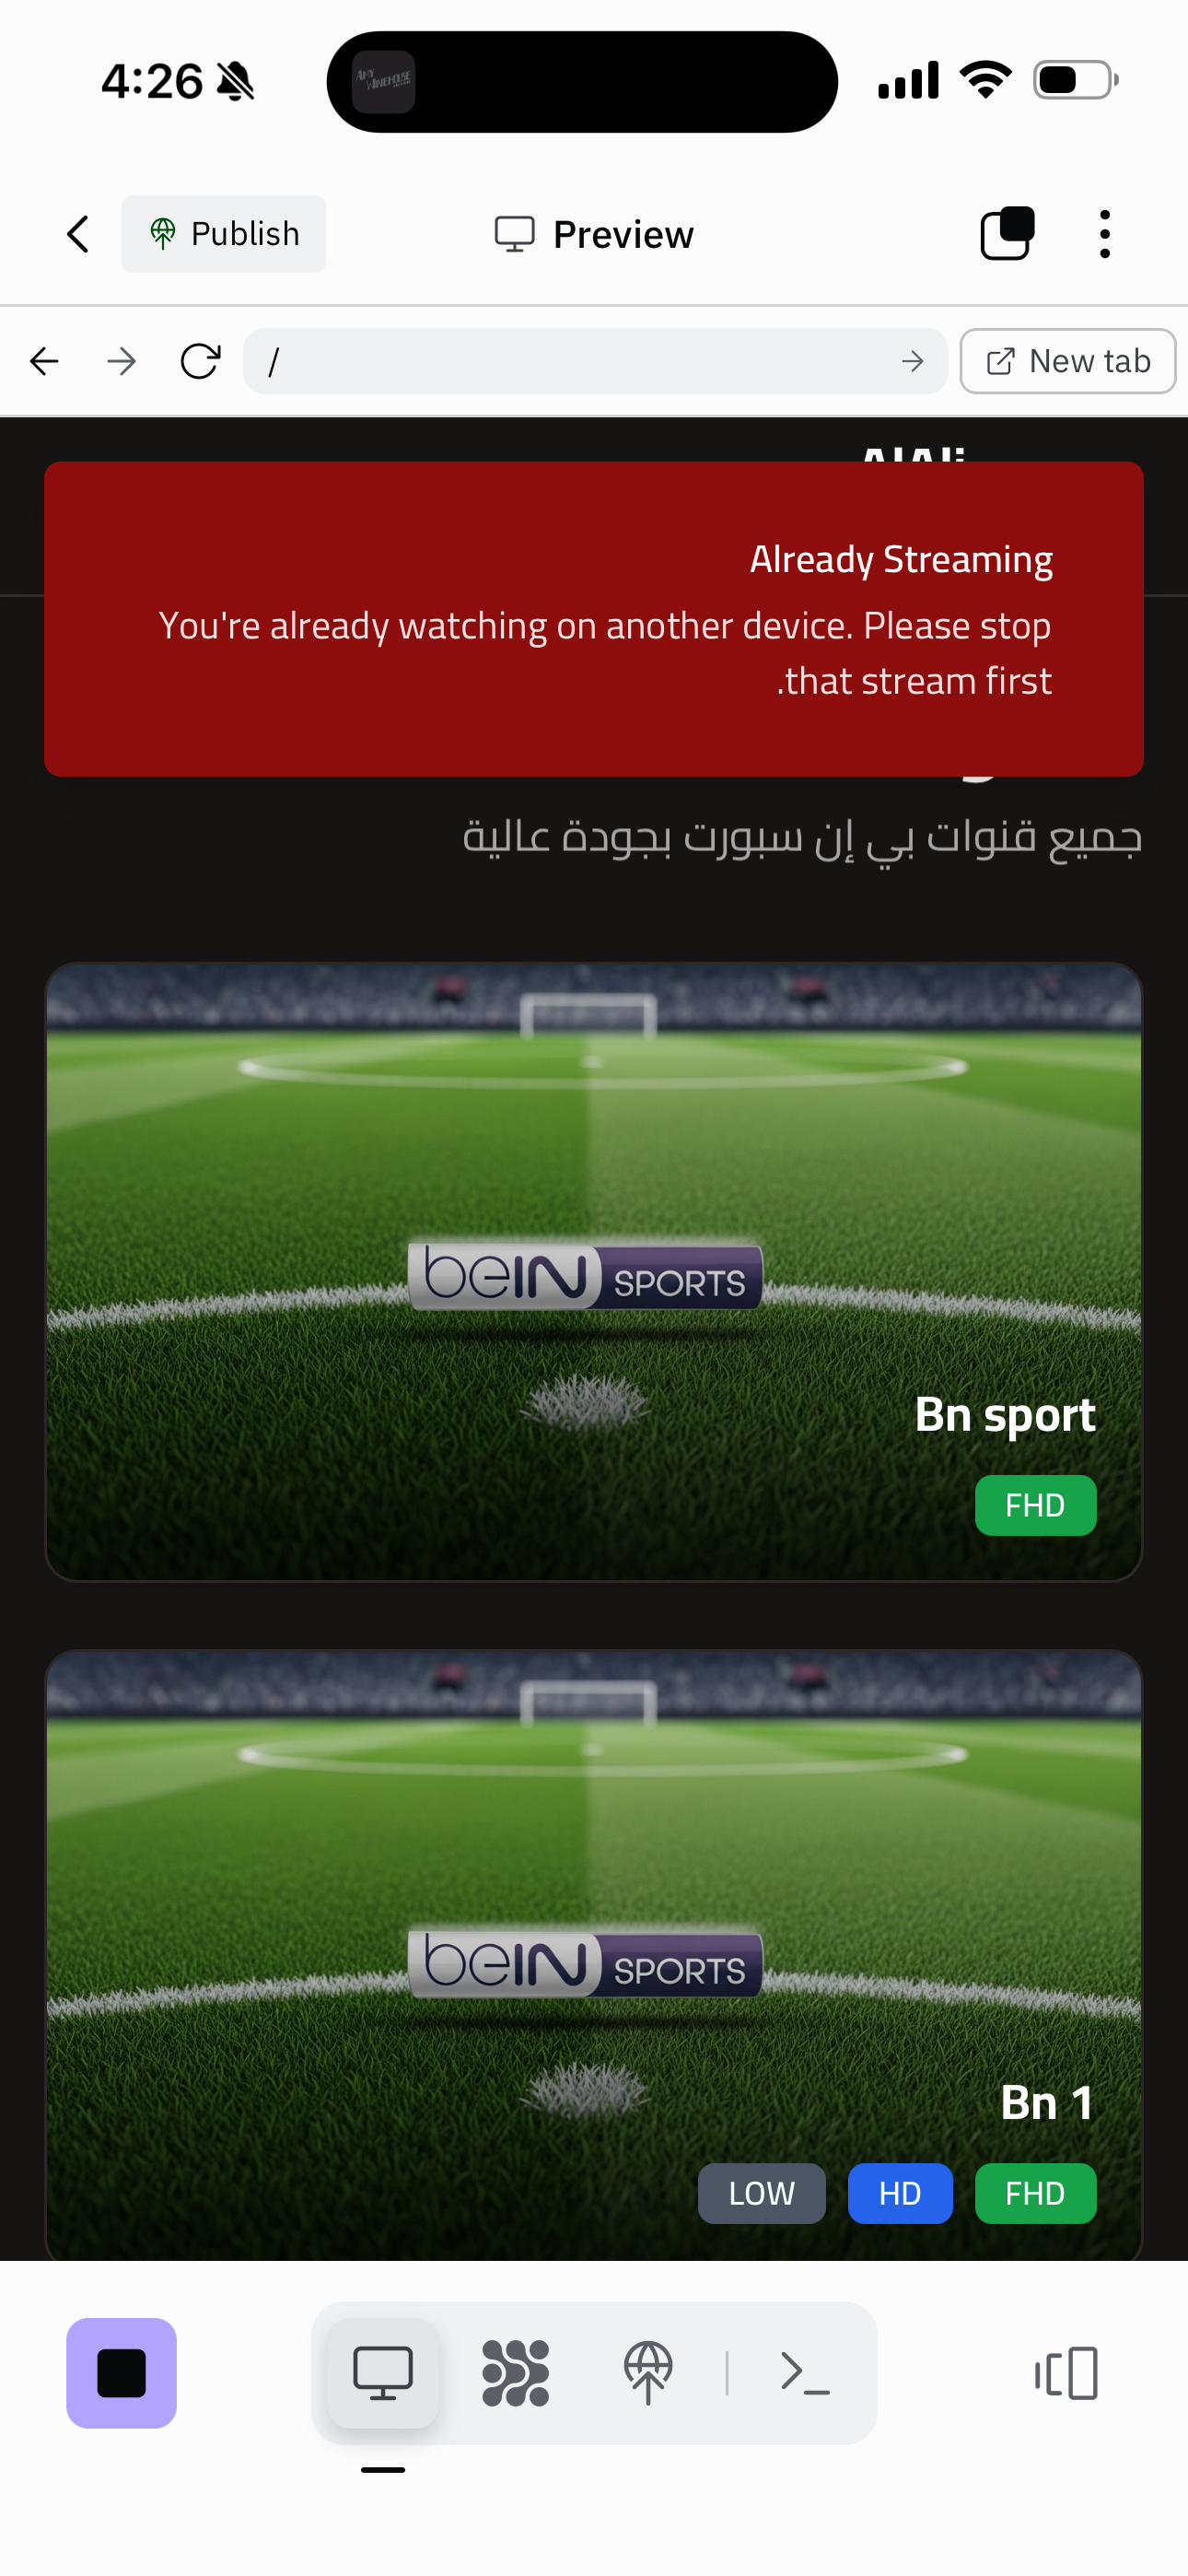 4:26
AMY
WINEHOUSE
Publish
Preview
/
New tab
Already Streaming
You're already watching on another device. Please stop
that stream first.
جميع قنوات بي إن سبورت بجودة عالية
beIN SPORTS
Bn sport
FHD
beIN SPORTS
Bn 1
LOW HD FHD